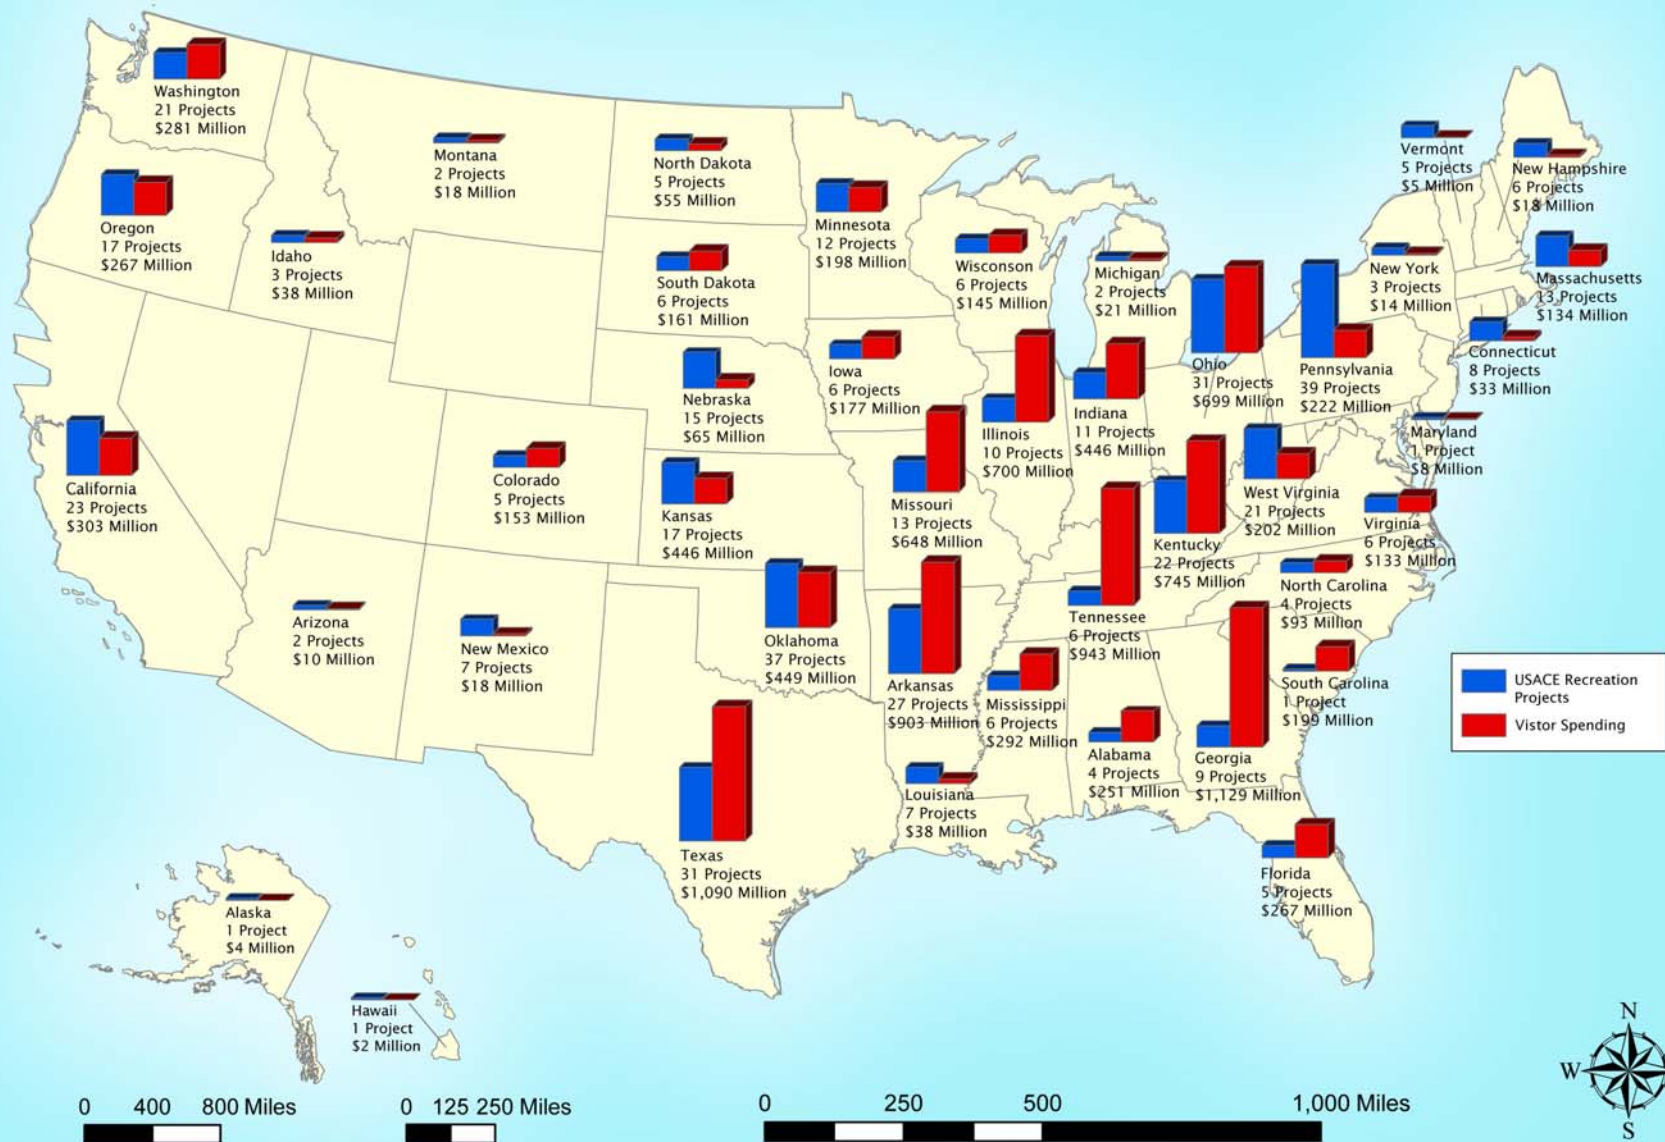 Washington
21 Projects
$281 Million
Montana
2 Projects
$18 Million
North Dakota
5 Projects
$55 Million
Minnesota
12 Projects
$198 Million
Vermont
5 Projects
$5 Million
New Hampshire
6 Projects
$18 Million
Oregon
17 Projects
$267 Million
Idaho
3 Projects
$38 Million
South Dakota
6 Projects
$161 Million
Wisconson
6 Projects
$145 Million
Michigan
2 Projects
$21 Million
New York
3 Projects
$14 Million
Massachusetts
13 Projects
$134 Million
Iowa
6 Projects
$177 Million
Ohio
31 Projects
$699 Million
Pennsylvania
39 Projects
$222 Million
Connecticut
8 Projects
$33 Million
Nebraska
15 Projects
$65 Million
Illinois
10 Projects
$700 Million
Indiana
11 Projects
$446 Million
Maryland
1 Project
$8 Million
California
23 Projects
$303 Million
Colorado
5 Projects
$153 Million
Kansas
17 Projects
$446 Million
Missouri
13 Projects
$648 Million
Kentucky
22 Projects
$745 Million
West Virginia
21 Projects
$202 Million
Virginia
6 Projects
$133 Million
Arizona
2 Projects
$10 Million
New Mexico
7 Projects
$18 Million
Oklahoma
37 Projects
$449 Million
Arkansas
27 Projects
$903 Million
Tennessee
6 Projects
$943 Million
North Carolina
4 Projects
$93 Million
South Carolina
1 Project
$199 Million
Mississippi
6 Projects
$292 Million
Alabama
4 Projects
$251 Million
Georgia
9 Projects
$1,129 Million
Louisiana
7 Projects
$38 Million
Texas
31 Projects
$1,090 Million
Florida
5 Projects
$267 Million
Alaska
1 Project
$4 Million
Hawaii
1 Project
$2 Million
USACE Recreation
Projects
Vistor Spending
N
W
S
0 400 800 Miles
0 125 250 Miles
0 250 500 1,000 Miles